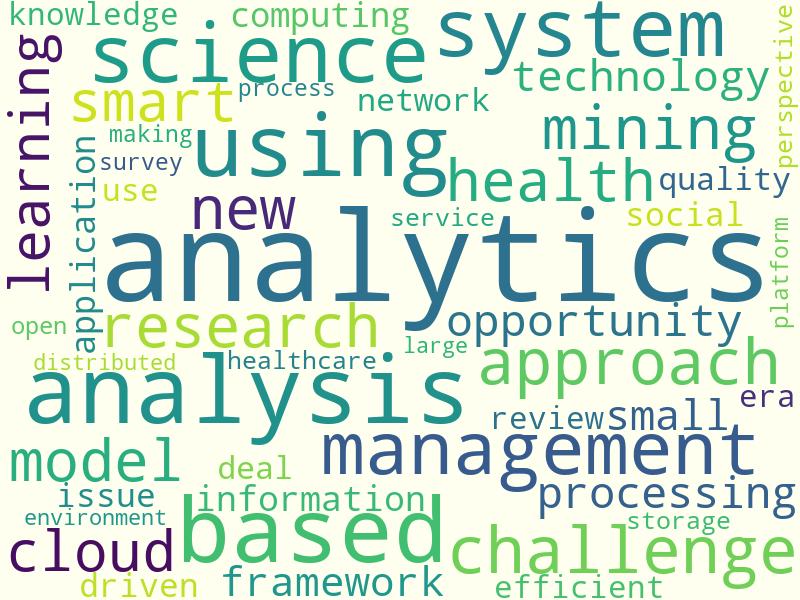 knowledge
computing
system
perspective
science
learning
technology
smart
process
network
mining
making
using
survey
application
health
quality
use
new
service
social
analytics
platform
open
research
opportunity
distributed
healthcare
large
approach
analysis
era
review
small
management
model
deal
issue
information
processing
environment
based
storage
cloud
challenge
driven
framework
efficient